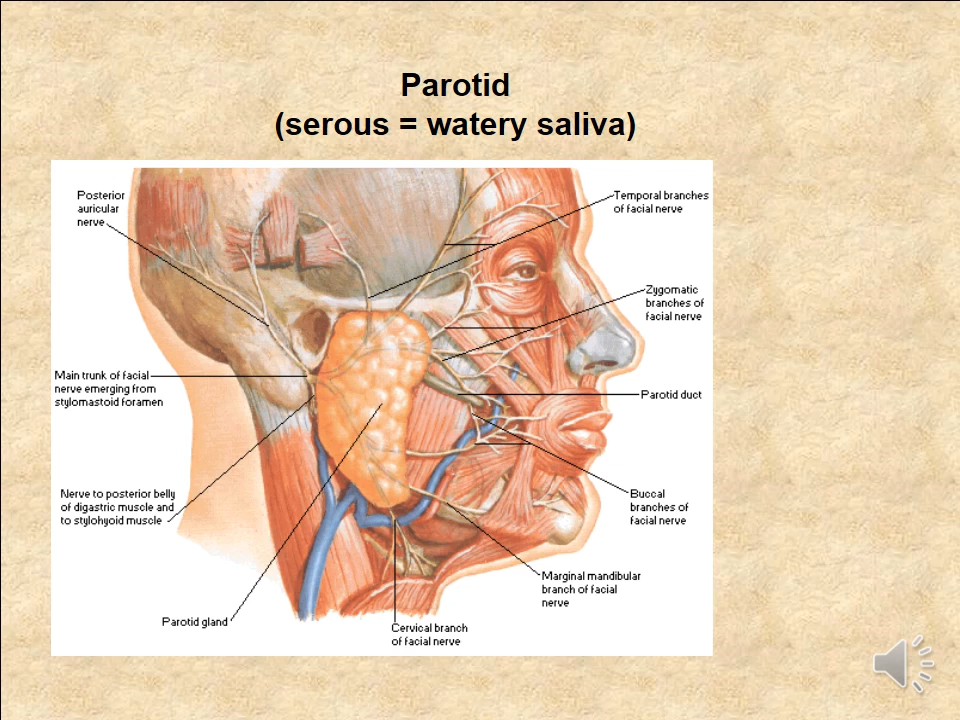 Parotid
(serous = watery saliva)
Posterior
auricular
nerve
Temporal branches
of facial nerve
Zygomatic
branches of
facial nerve
Main trunk of facial
nerve emerging from
stylomastoid foramen
Parotid duct
Nerve to posterior belly
of digastric muscle and
to stylohyoid muscle
Buccal
branches of
facial nerve
Marginal mandibular
branch of facial
nerve
Parotid gland
Cervical branch
of facial nerve